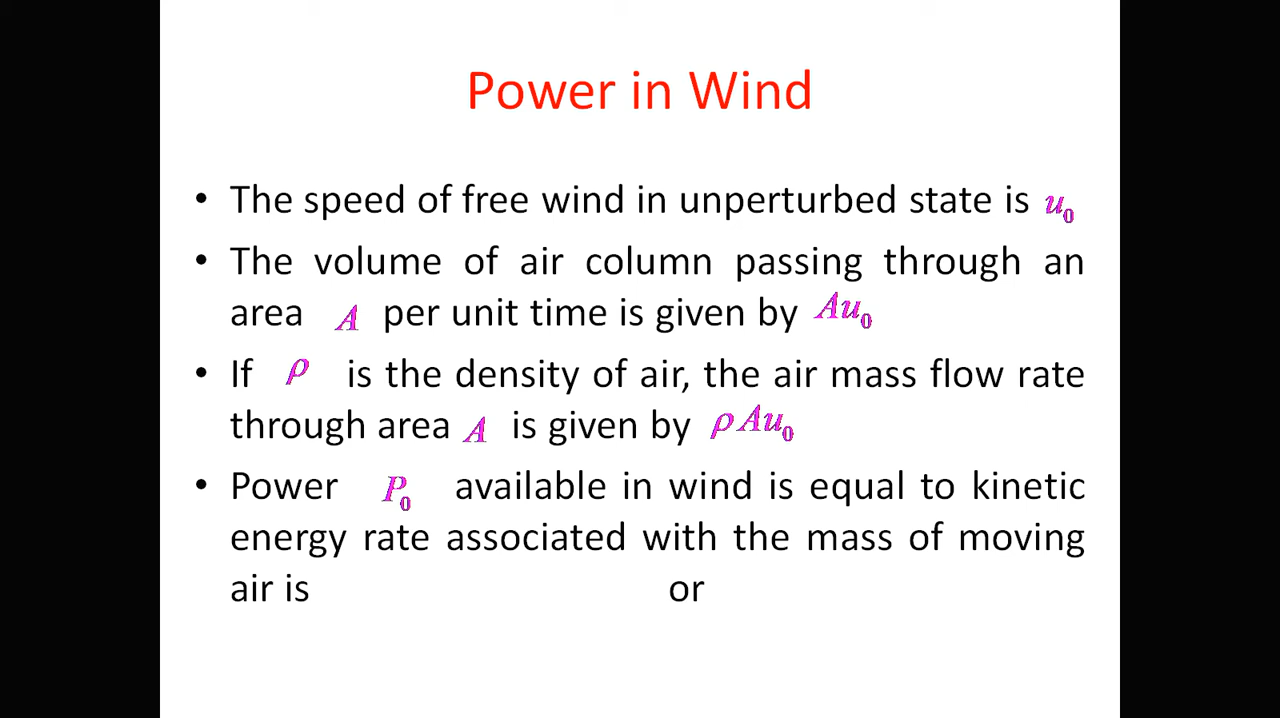 Power in Wind
• The speed of free wind in unperturbed state is u₀
• The volume of air column passing through an
area A per unit time is given by Au₀
• If ρ is the density of air, the air mass flow rate
through area A is given by ρAu₀
• Power P₀ available in wind is equal to kinetic
energy rate associated with the mass of moving
air is or